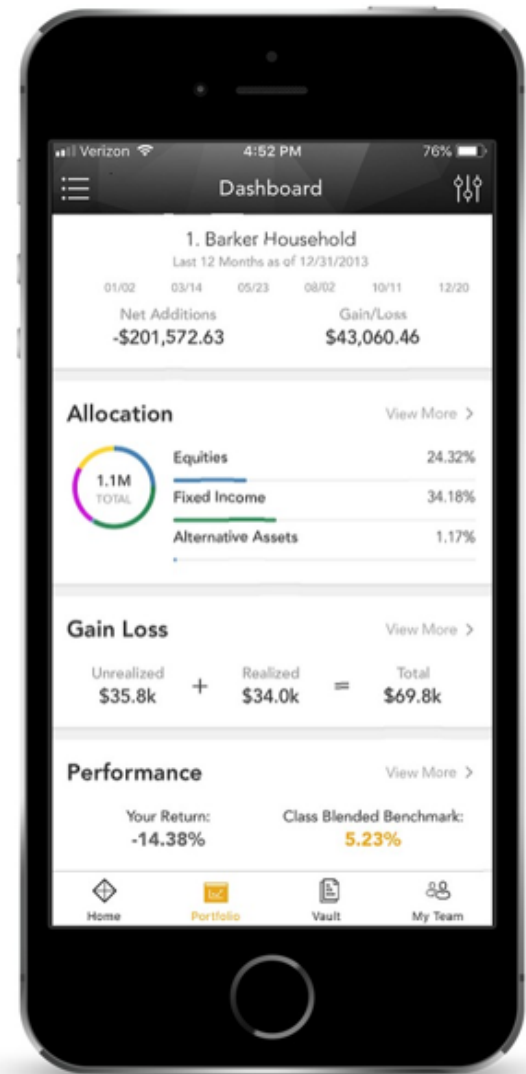 Verizon 4:52 PM 76%
Dashboard
1. Barker Household
Last 12 Months as of 12/31/2013
01/02 03/14 05/23 08/02 10/11 12/20
Net Additions Gain/Loss
-$201,572.63 $43,060.46
Allocation View More >
1.1M
TOTAL
Equities 24.32%
Fixed Income 34.18%
Alternative Assets 1.17%
Gain Loss View More >
Unrealized Realized Total
$35.8k + $34.0k = $69.8k
Performance View More >
Your Return: Class Blended Benchmark:
-14.38% 5.23%
Home Portfolio Vault My Team